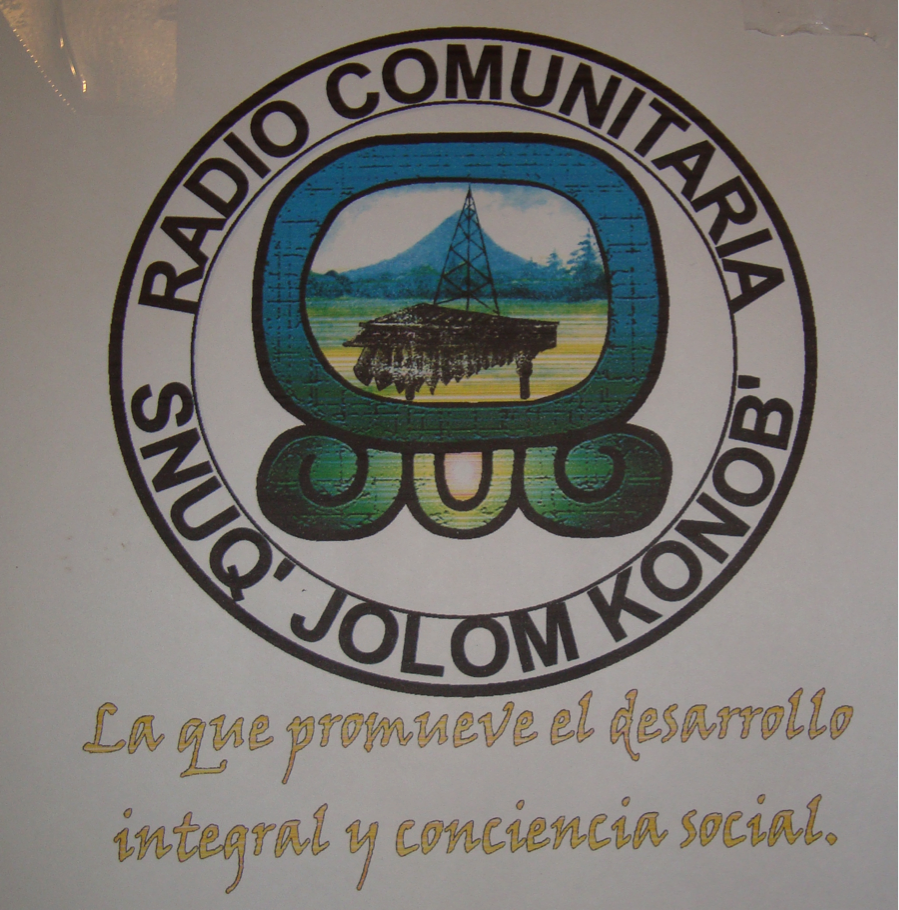 RADIO COMUNITARIA
SNUQ' JOLOM KONOB'
La que promueve el desarrollo
integral y conciencia social.